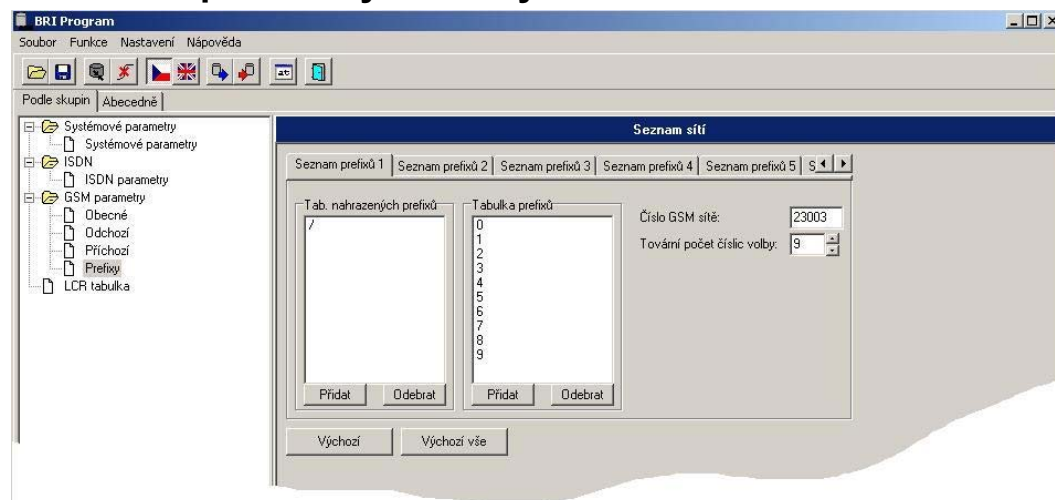 BRI Program
Soubor Funkce Nastavení Nápověda
at
Podle skupin Abecedně
Systémové parametry
Systémové parametry
ISDN
ISDN parametry
GSM parametry
Obecné
Odchozí
Příchozí
Prefixy
LCR tabulka
Seznam sítí
Seznam prefixů 1 Seznam prefixů 2 Seznam prefixů 3 Seznam prefixů 4 Seznam prefixů 5 S
Tab. nahrazených prefixů
/
Přidat Odebrat
Tabulka prefixů
0
1
2
3
4
5
6
7
8
9
Přidat Odebrat
Číslo GSM sítě: 23003
Tovární počet číslic volby: 9
Výchozí Výchozí vše